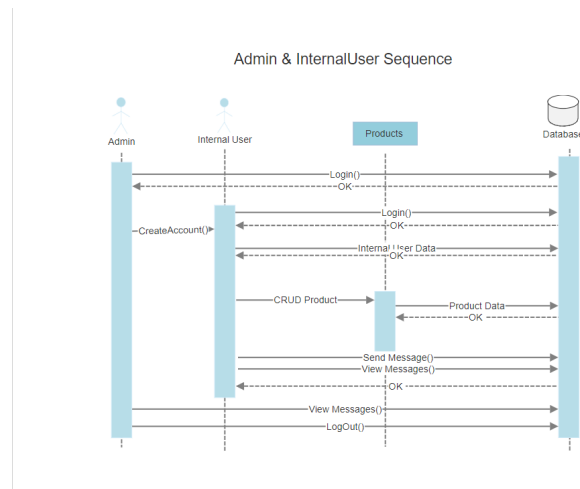 Admin & InternalUser Sequence
Admin
Internal User
Products
Database
Login()
OK
Login()
OK
CreateAccount()
Internal User Data
OK
CRUD Product
Product Data
OK
Send Message()
View Messages()
OK
View Messages()
LogOut()